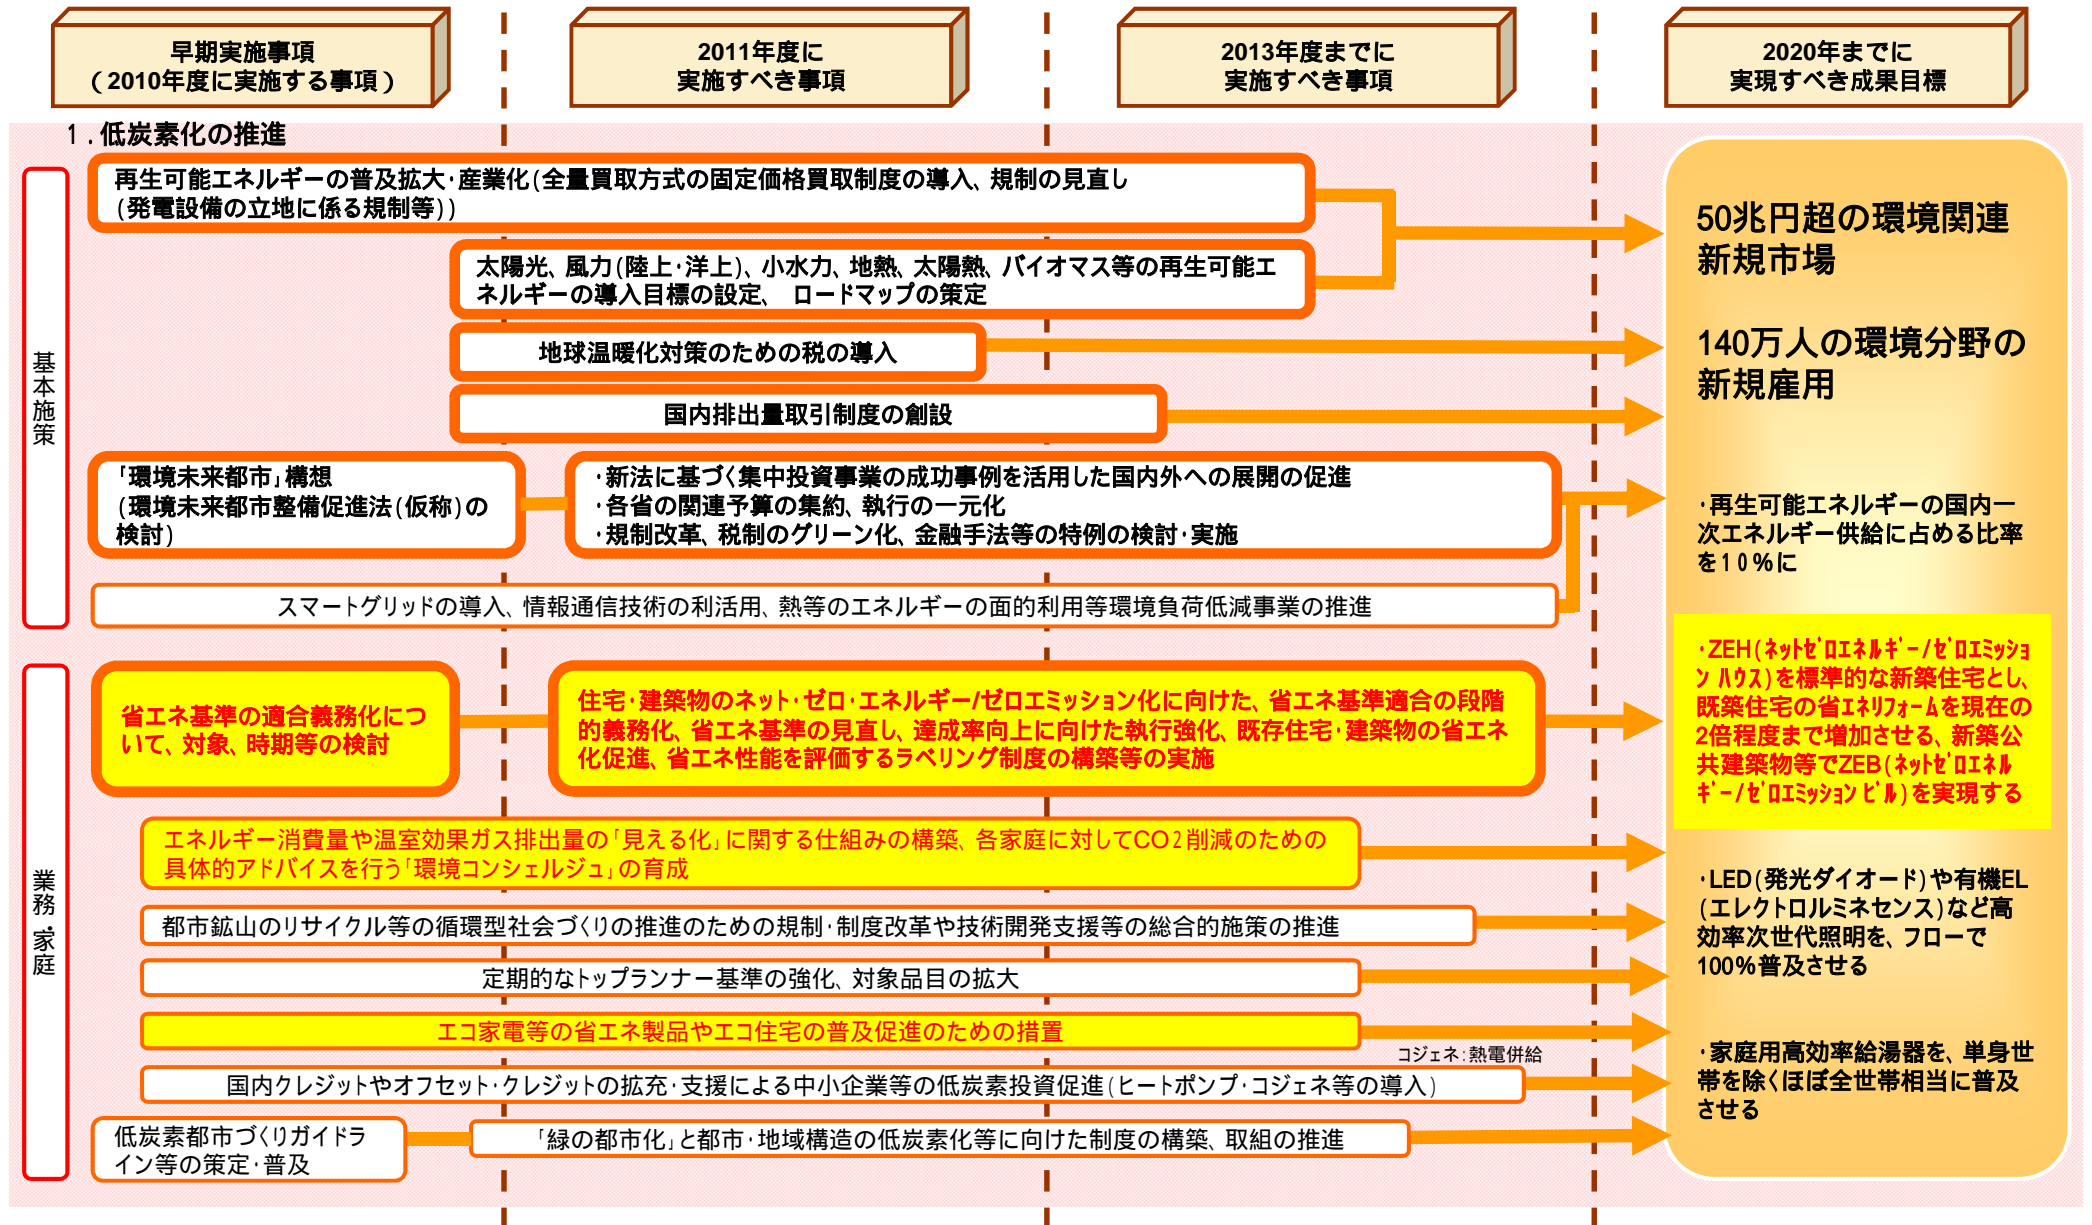 早期実施事項
（2010年度に実施する事項）
2011年度に
実施すべき事項
2013年度までに
実施すべき事項
2020年までに
実現すべき成果目標
1．低炭素化の推進
基本施策
再生可能エネルギーの普及拡大・産業化(全量買取方式の固定価格買取制度の導入、規制の見直し
(発電設備の立地に係る規制等))
太陽光、風力(陸上・洋上)、小水力、地熱、太陽熱、バイオマス等の再生可能エ
ネルギーの導入目標の設定、 ロードマップの策定
地球温暖化対策のための税の導入
国内排出量取引制度の創設
「環境未来都市」構想
(環境未来都市整備促進法(仮称)の
検討)
・新法に基づく集中投資事業の成功事例を活用した国内外への展開の促進
・各省の関連予算の集約、執行の一元化
・規制改革、税制のグリーン化、金融手法等の特例の検討・実施
スマートグリッドの導入、情報通信技術の利活用、熱等のエネルギーの面的利用等環境負荷低減事業の推進
業務・家庭
省エネ基準の適合義務化につ
いて、対象、時期等の検討
住宅・建築物のネット・ゼロ・エネルギー/ゼロエミッション化に向けた、省エネ基準適合の段階
的義務化、省エネ基準の見直し、達成率向上に向けた執行強化、既存住宅・建築物の省エネ
化促進、省エネ性能を評価するラベリング制度の構築等の実施
エネルギー消費量や温室効果ガス排出量の「見える化」に関する仕組みの構築、各家庭に対してCO2削減のための
具体的アドバイスを行う「環境コンシェルジュ」の育成
都市鉱山のリサイクル等の循環型社会づくりの推進のための規制・制度改革や技術開発支援等の総合的施策の推進
定期的なトップランナー基準の強化、対象品目の拡大
エコ家電等の省エネ製品やエコ住宅の普及促進のための措置
コジェネ：熱電併給
国内クレジットやオフセット・クレジットの拡充・支援による中小企業等の低炭素投資促進(ヒートポンプ・コジェネ等の導入)
低炭素都市づくりガイドラ
イン等の策定・普及
「緑の都市化」と都市・地域構造の低炭素化等に向けた制度の構築、取組の推進
50兆円超の環境関連
新規市場
140万人の環境分野の
新規雇用
・再生可能エネルギーの国内一
次エネルギー供給に占める比率
を10%に
・ZEH(ﾈｯﾄｾﾞﾛｴﾈﾙｷﾞｰ/ｾﾞﾛｴﾐｯｼｮ
ﾝ ﾊｳｽ)を標準的な新築住宅とし、
既築住宅の省ｴﾈﾘﾌｫｰﾑを現在の
2倍程度まで増加させる、新築公
共建築物等でZEB(ﾈｯﾄｾﾞﾛｴﾈﾙ
ｷﾞｰ/ｾﾞﾛｴﾐｯｼｮﾝ ﾋﾞﾙ)を実現する
・LED(発光ダイオード)や有機EL
(エレクトロルミネセンス)など高
効率次世代照明を、フローで
100%普及させる
・家庭用高効率給湯器を、単身世
帯を除くほぼ全世帯相当に普及
させる